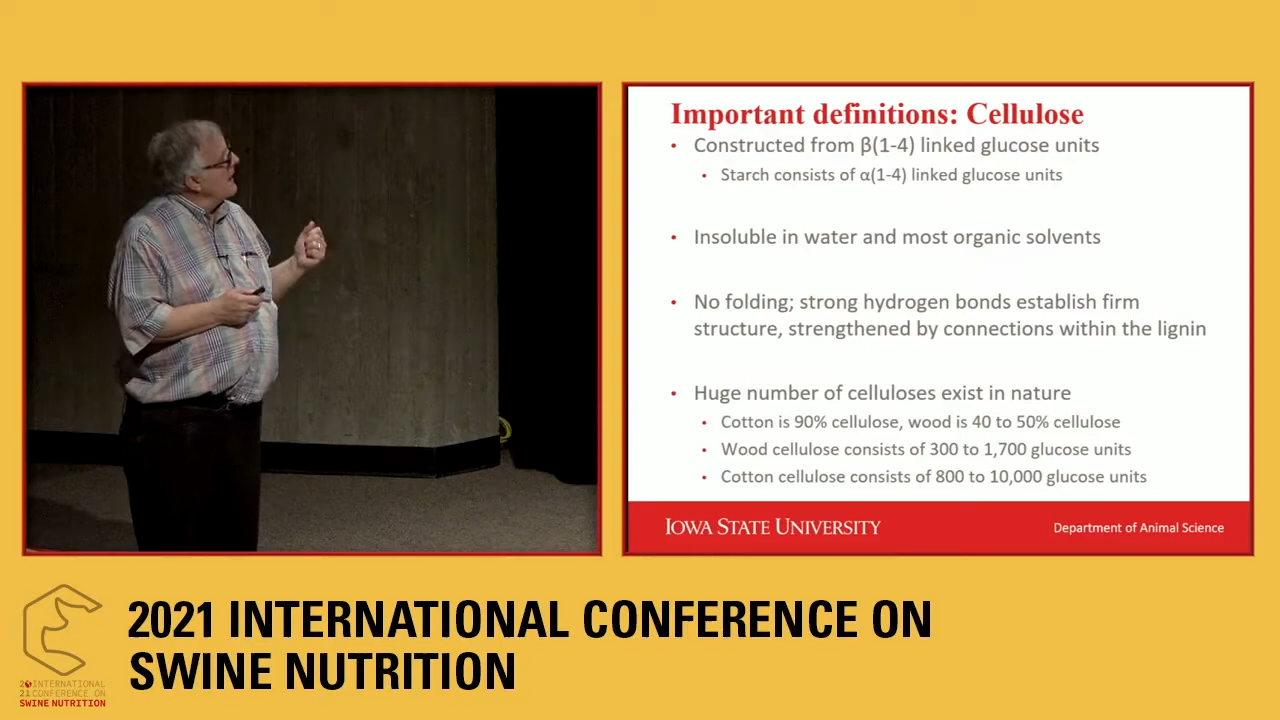 Important definitions: Cellulose
• Constructed from β(1-4) linked glucose units
• Starch consists of α(1-4) linked glucose units
• Insoluble in water and most organic solvents
• No folding; strong hydrogen bonds establish firm
structure, strengthened by connections within the lignin
• Huge number of celluloses exist in nature
• Cotton is 90% cellulose, wood is 40 to 50% cellulose
• Wood cellulose consists of 300 to 1,700 glucose units
• Cotton cellulose consists of 800 to 10,000 glucose units
IOWA STATE UNIVERSITY
Department of Animal Science
2021 INTERNATIONAL CONFERENCE ON
SWINE NUTRITION
20INTERNATIONAL
21CONFERENCE ON
SWINE NUTRITION